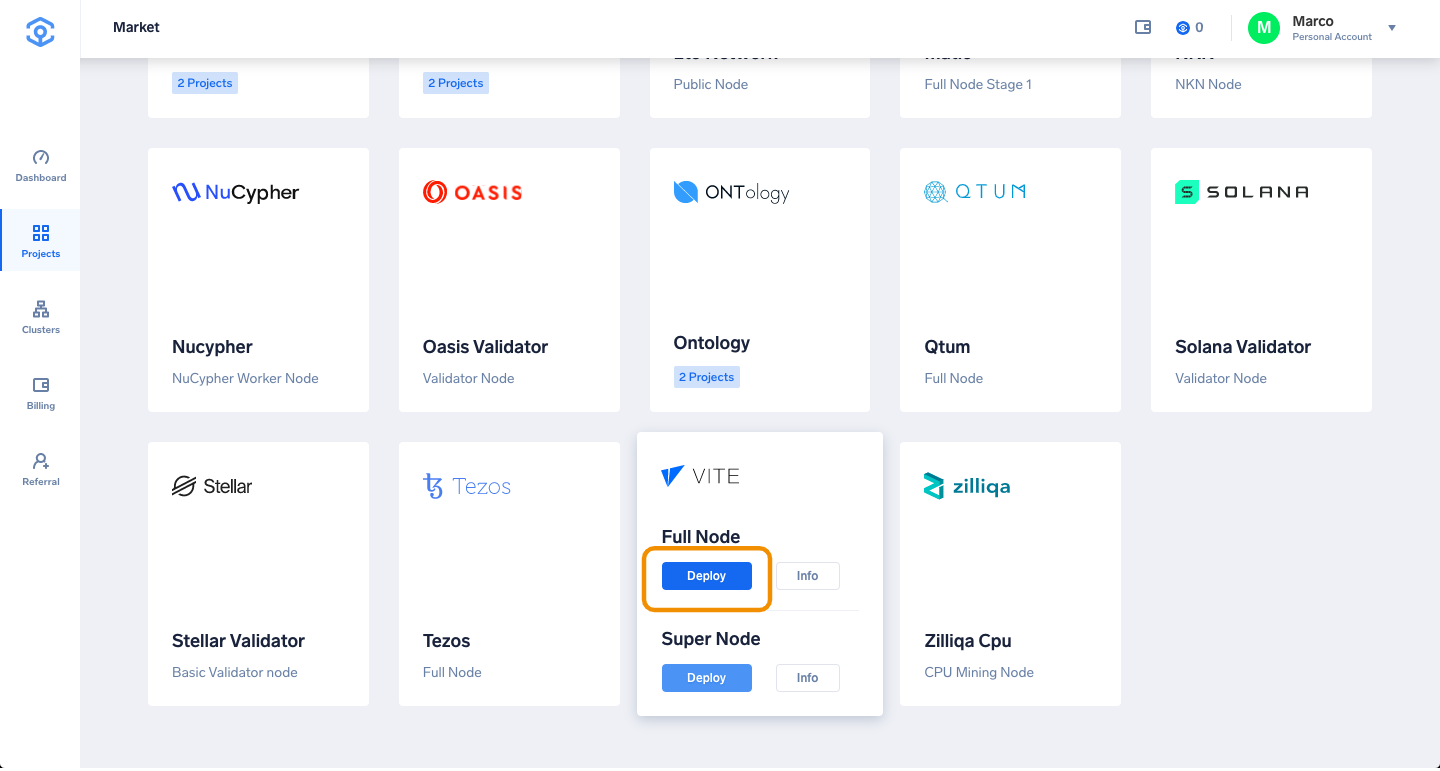 Market
0
M
Marco
Personal Account
Dashboard
Projects
Clusters
Billing
Referral
2 Projects
2 Projects
Public Node
Full Node Stage 1
NKN Node
NuCypher
Nucypher
NuCypher Worker Node
OASIS
Oasis Validator
Validator Node
ONTology
Ontology
2 Projects
QTUM
Qtum
Full Node
S SOLANA
Solana Validator
Validator Node
Stellar
Stellar Validator
Basic Validator node
Tezos
Tezos
Full Node
VITE
Full Node
Deploy
Info
Super Node
Deploy
Info
zilliqa
Zilliqa Cpu
CPU Mining Node